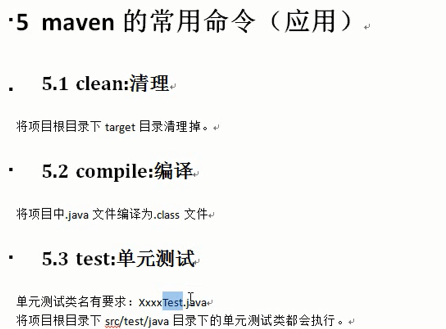 5 maven 的常用命令（应用）
5.1 clean:清理
将项目根目录下 target 目录清理掉。
5.2 compile:编译
将项目中.java 文件编译为.class 文件
5.3 test:单元测试
单元测试类名有要求：XxxxTest.java
将项目根目录下 src/test/java 目录下的单元测试类都会执行。